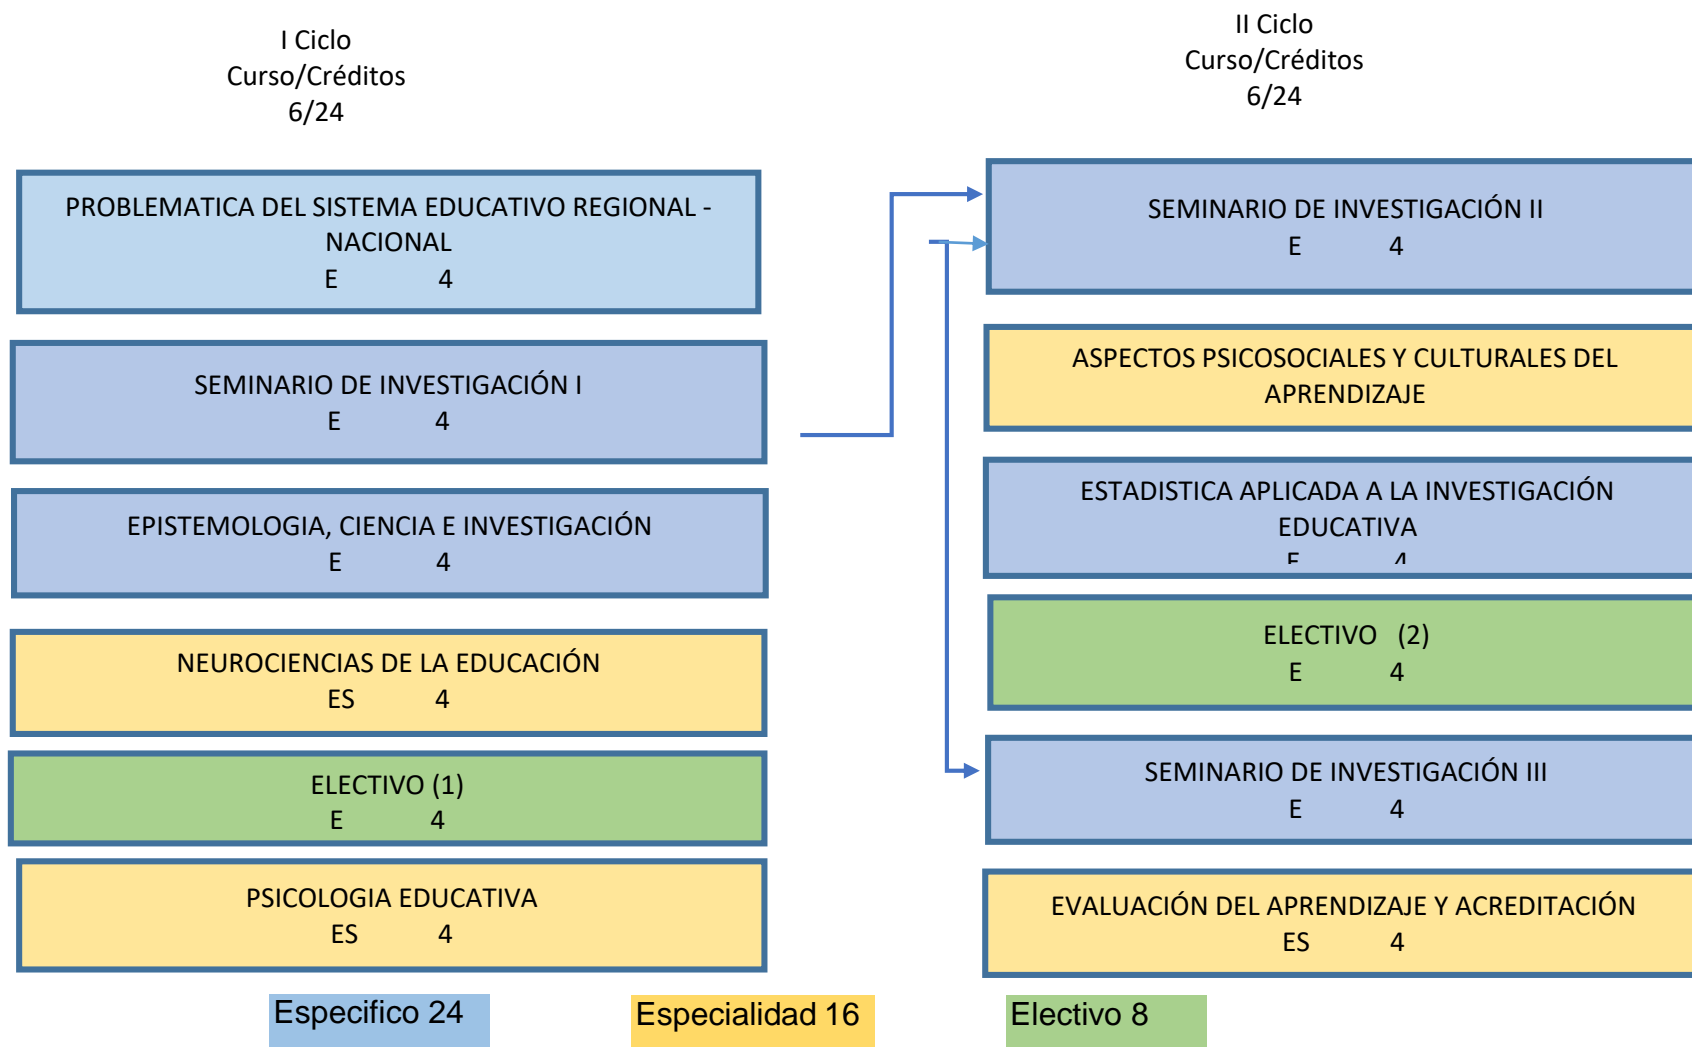 I Ciclo
Curso/Créditos
6/24
PROBLEMATICA DEL SISTEMA EDUCATIVO REGIONAL -
NACIONAL
E 4
SEMINARIO DE INVESTIGACIÓN I
E 4
EPISTEMOLOGIA, CIENCIA E INVESTIGACIÓN
E 4
NEUROCIENCIAS DE LA EDUCACIÓN
ES 4
ELECTIVO (1)
E 4
PSICOLOGIA EDUCATIVA
ES 4
II Ciclo
Curso/Créditos
6/24
SEMINARIO DE INVESTIGACIÓN II
E 4
ASPECTOS PSICOSOCIALES Y CULTURALES DEL
APRENDIZAJE
ESTADISTICA APLICADA A LA INVESTIGACIÓN
EDUCATIVA
E 4
ELECTIVO (2)
E 4
SEMINARIO DE INVESTIGACIÓN III
E 4
EVALUACIÓN DEL APRENDIZAJE Y ACREDITACIÓN
ES 4
Especifico 24
Especialidad 16
Electivo 8